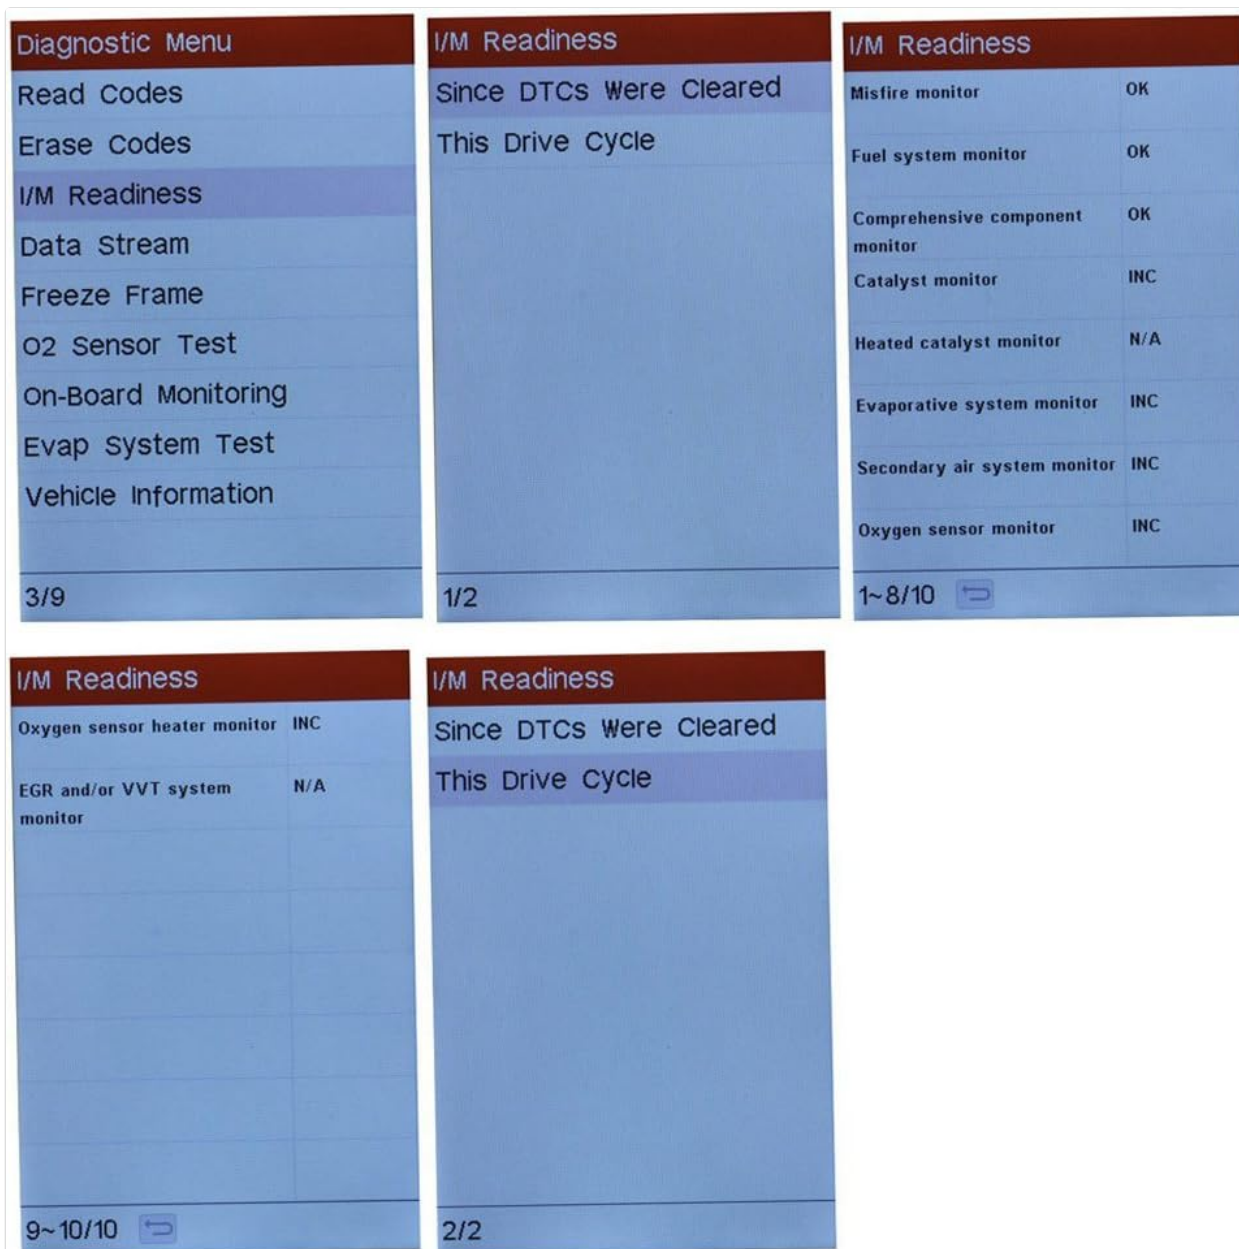 Diagnostic Menu
Read Codes
Erase Codes
I/M Readiness
Data Stream
Freeze Frame
O2 Sensor Test
On-Board Monitoring
Evap System Test
Vehicle Information
3/9
I/M Readiness
Since DTCs Were Cleared
This Drive Cycle
1/2
I/M Readiness
Misfire monitor OK
Fuel system monitor OK
Comprehensive component OK
monitor
Catalyst monitor INC
Heated catalyst monitor N/A
Evaporative system monitor INC
Secondary air system monitor INC
Oxygen sensor monitor INC
1~8/10
I/M Readiness
Oxygen sensor heater monitor INC
EGR and/or VVT system N/A
monitor
9~10/10
I/M Readiness
Since DTCs Were Cleared
This Drive Cycle
2/2